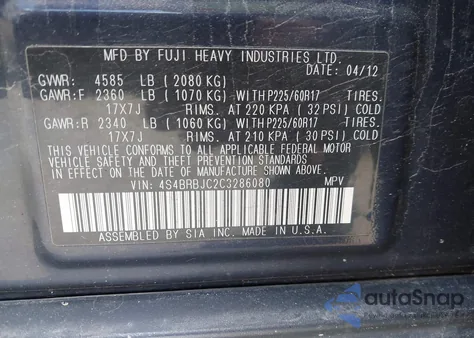 MFD BY FUJI HEAVY INDUSTRIES LTD.
DATE: 04/12
GVWR: 4585 LB (2080 KG)
GAWR:F 2360 LB (1070 KG) WITH P225/60R17 TIRES.
17X7J RIMS. AT 220 KPA (32 PSI) COLD
GAWR:R 2340 LB (1060 KG) WITH P225/60R17 TIRES.
17X7J RIMS. AT 210 KPA (30 PSI) COLD
THIS VEHICLE CONFORMS TO ALL APPLICABLE FEDERAL MOTOR
VEHICLE SAFETY AND THEFT PREVENTION STANDARDS IN EFFECT
ON THE DATE OF MANUFACTURE SHOWN ABOVE.
VIN: 4S4BRBJC2C3286080 MPV
ASSEMBLED BY SIA INC. MADE IN U.S.A.
autoSnap